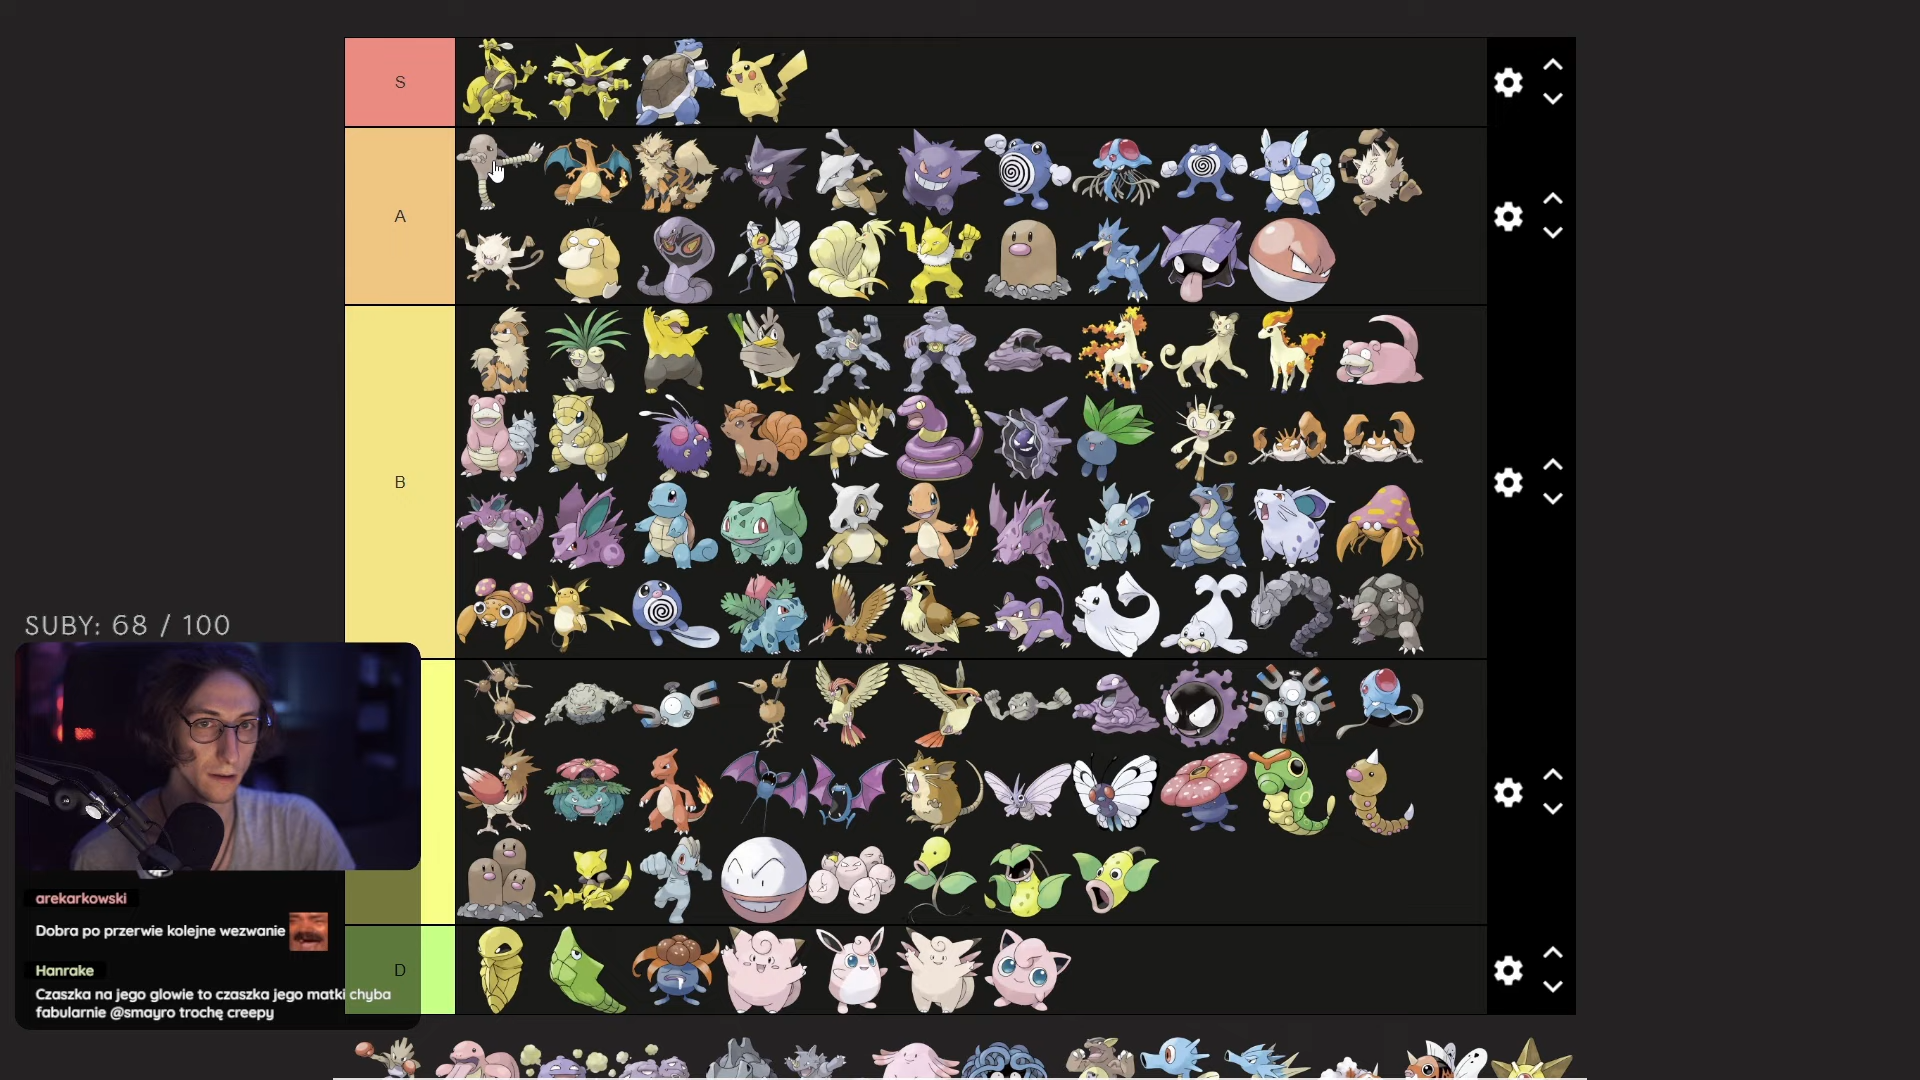 S
A
B
D
SUBY: 68 / 100
arekarkowski
Dobra po przerwie kolejne wezwanie
Hanrake
Czaszka na jego glowie to czaszka jego matki chyba
fabularnie @smayro trochę creepy